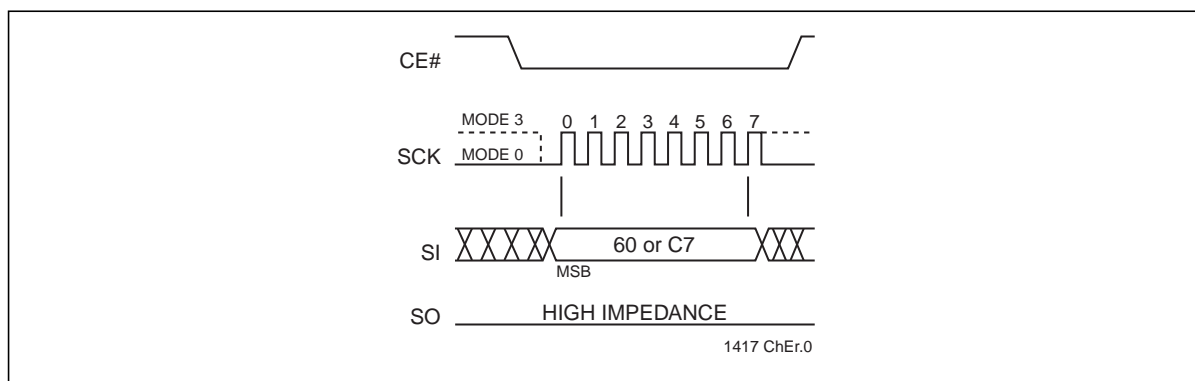 CE#
MODE 3
0 1 2 3 4 5 6 7
SCK
MODE 0
SI
60 or C7
MSB
SO
HIGH IMPEDANCE
1417 ChEr.0